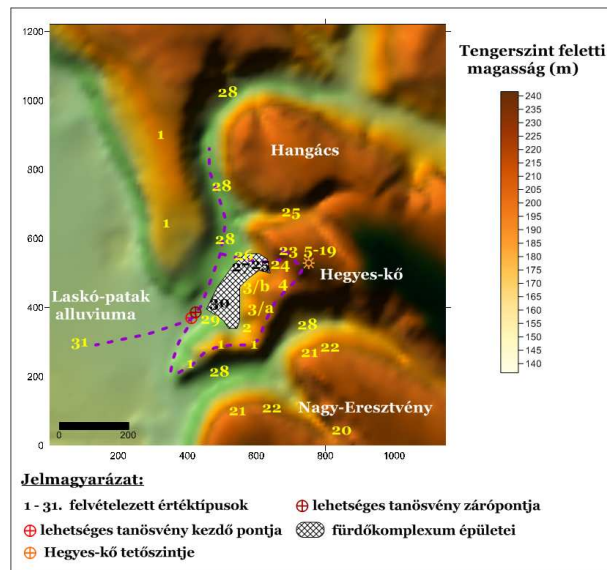 Tengerszint feletti
magasság (m)
240
235
230
225
220
215
210
205
200
195
190
185
180
175
170
165
160
155
150
145
140
1200
1000
800
600
400
200
0
28
1
Hangács
28
1
25
28
26
23 5-19
27 25 24
Hegyes-kő
3/b 4
Laskó-patak
alluviuma
30
3/a
29
2
28
31
1 1
22
21
1
28
Nagy-Eresztvény
21 22
20
0 200
0 200 400 600 800 1000
Jelmagyarázat:
1 - 31. felvételezett értéktípusok
lehetséges tanösvény zárópontja
lehetséges tanösvény kezdő pontja
fürdőkomplexum épületei
Hegyes-kő tetőszintje